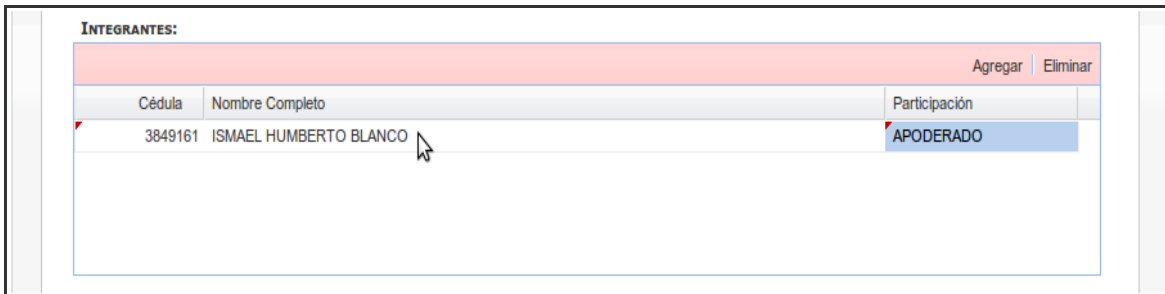 INTEGRANTES:
Agregar Eliminar
Cédula Nombre Completo Participación
3849161 ISMAEL HUMBERTO BLANCO APODERADO